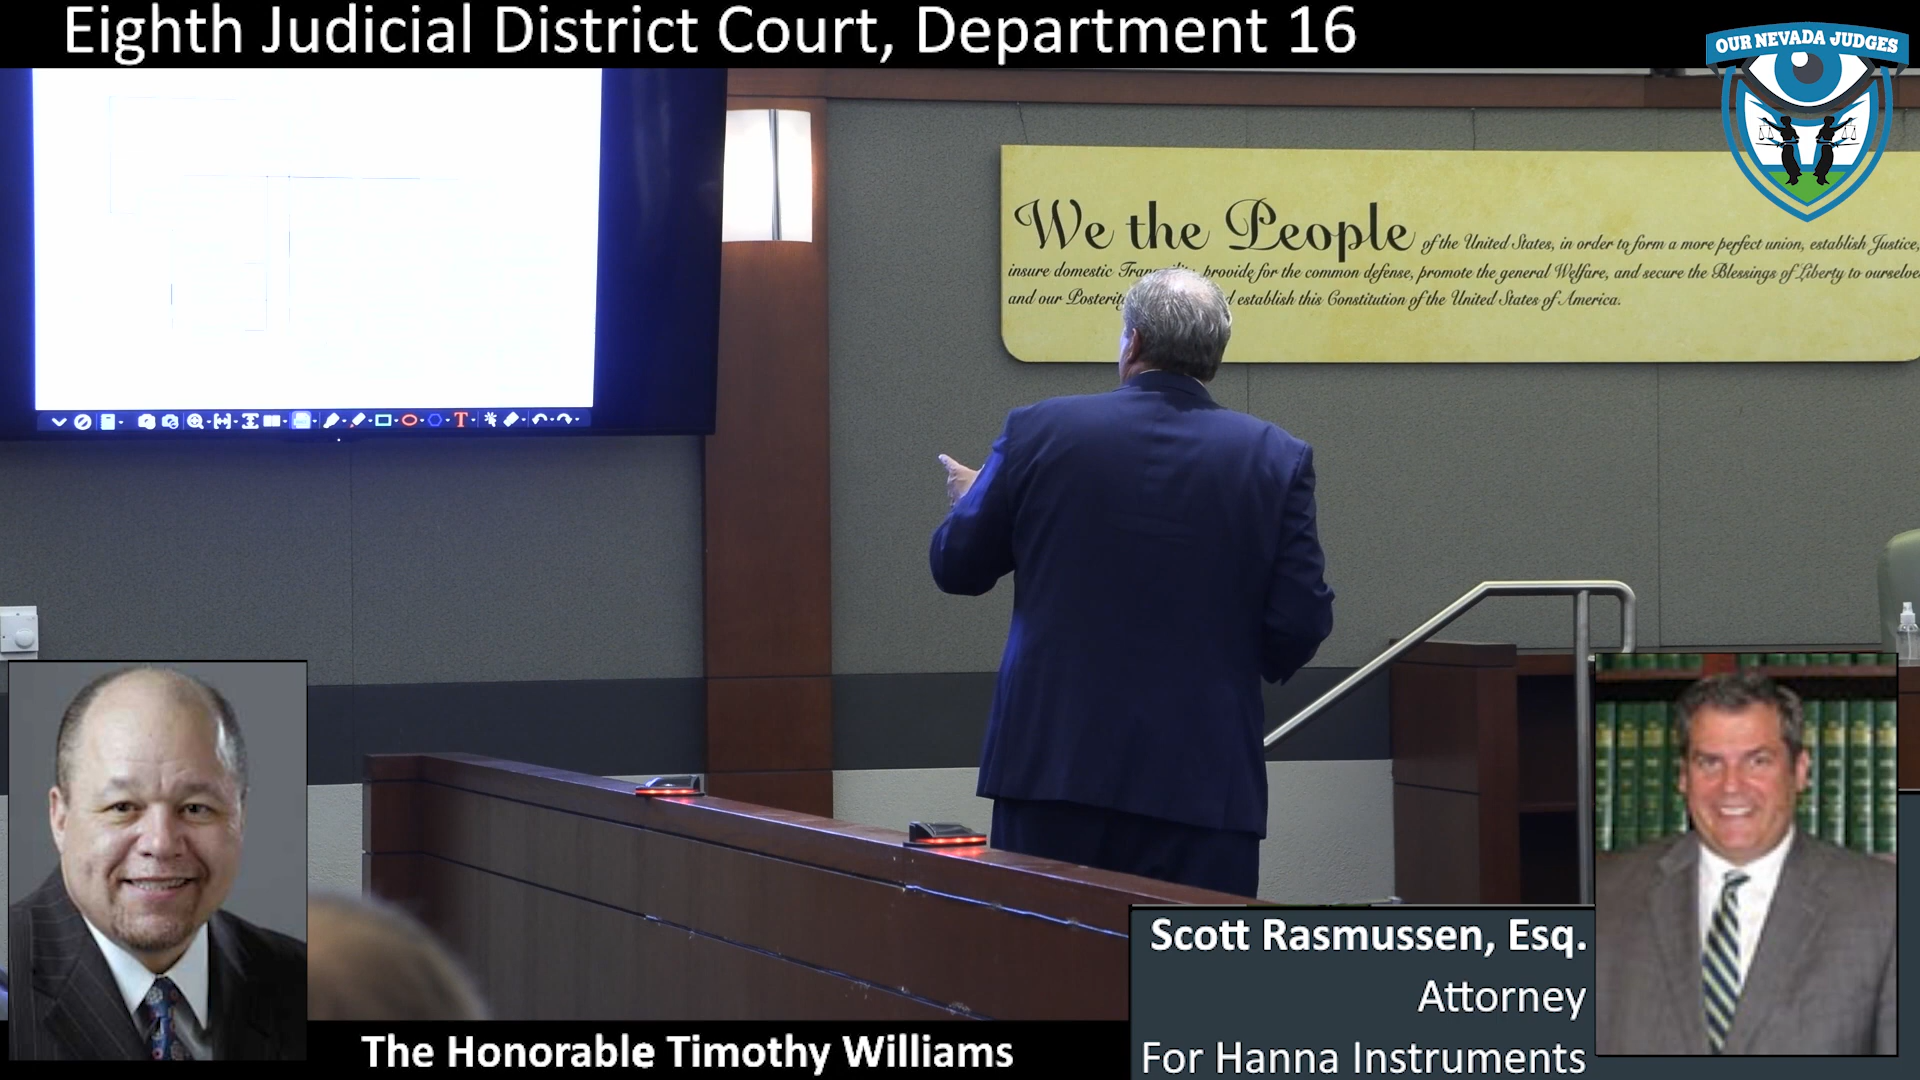 Eighth Judicial District Court, Department 16
OUR NEVADA JUDGES
We the People of the United States, in order to form a more perfect union, establish Justice,
insure domestic provide for the common defense, promote the general Welfare, and secure the Blessings of Liberty to ourselve
and our Posterit establish this Constitution of the United States of America.
T
Scott Rasmussen, Esq.
Attorney
For Hanna Instruments
The Honorable Timothy Williams